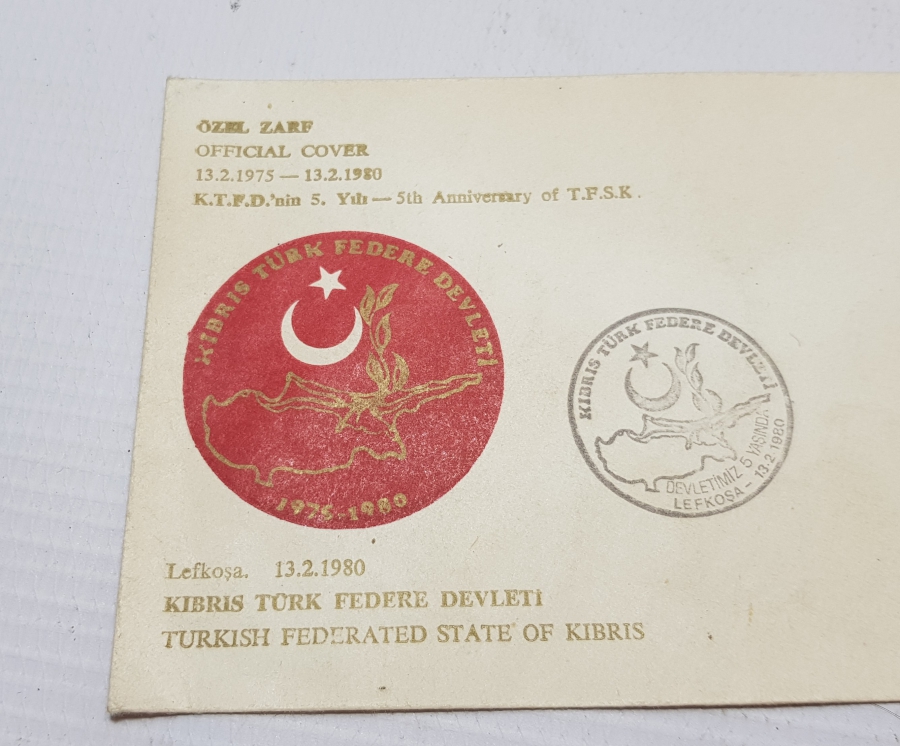 ÖZEL ZARF
OFFICIAL COVER
13.2.1975 — 13.2.1980
K.T.F.D.'nin 5. Yılı — 5th Anniversary of T.F.S.K.
KIBRIS TÜRK FEDERE DEVLETİ
1975-1980
KIBRIS TÜRK FEDERE DEVLETİ
DEVLETİMİZ 5 YAŞINDA
LEFKOŞA - 13.2.1980
Lefkoşa. 13.2.1980
KIBRIS TÜRK FEDERE DEVLETİ
TURKISH FEDERATED STATE OF KIBRIS